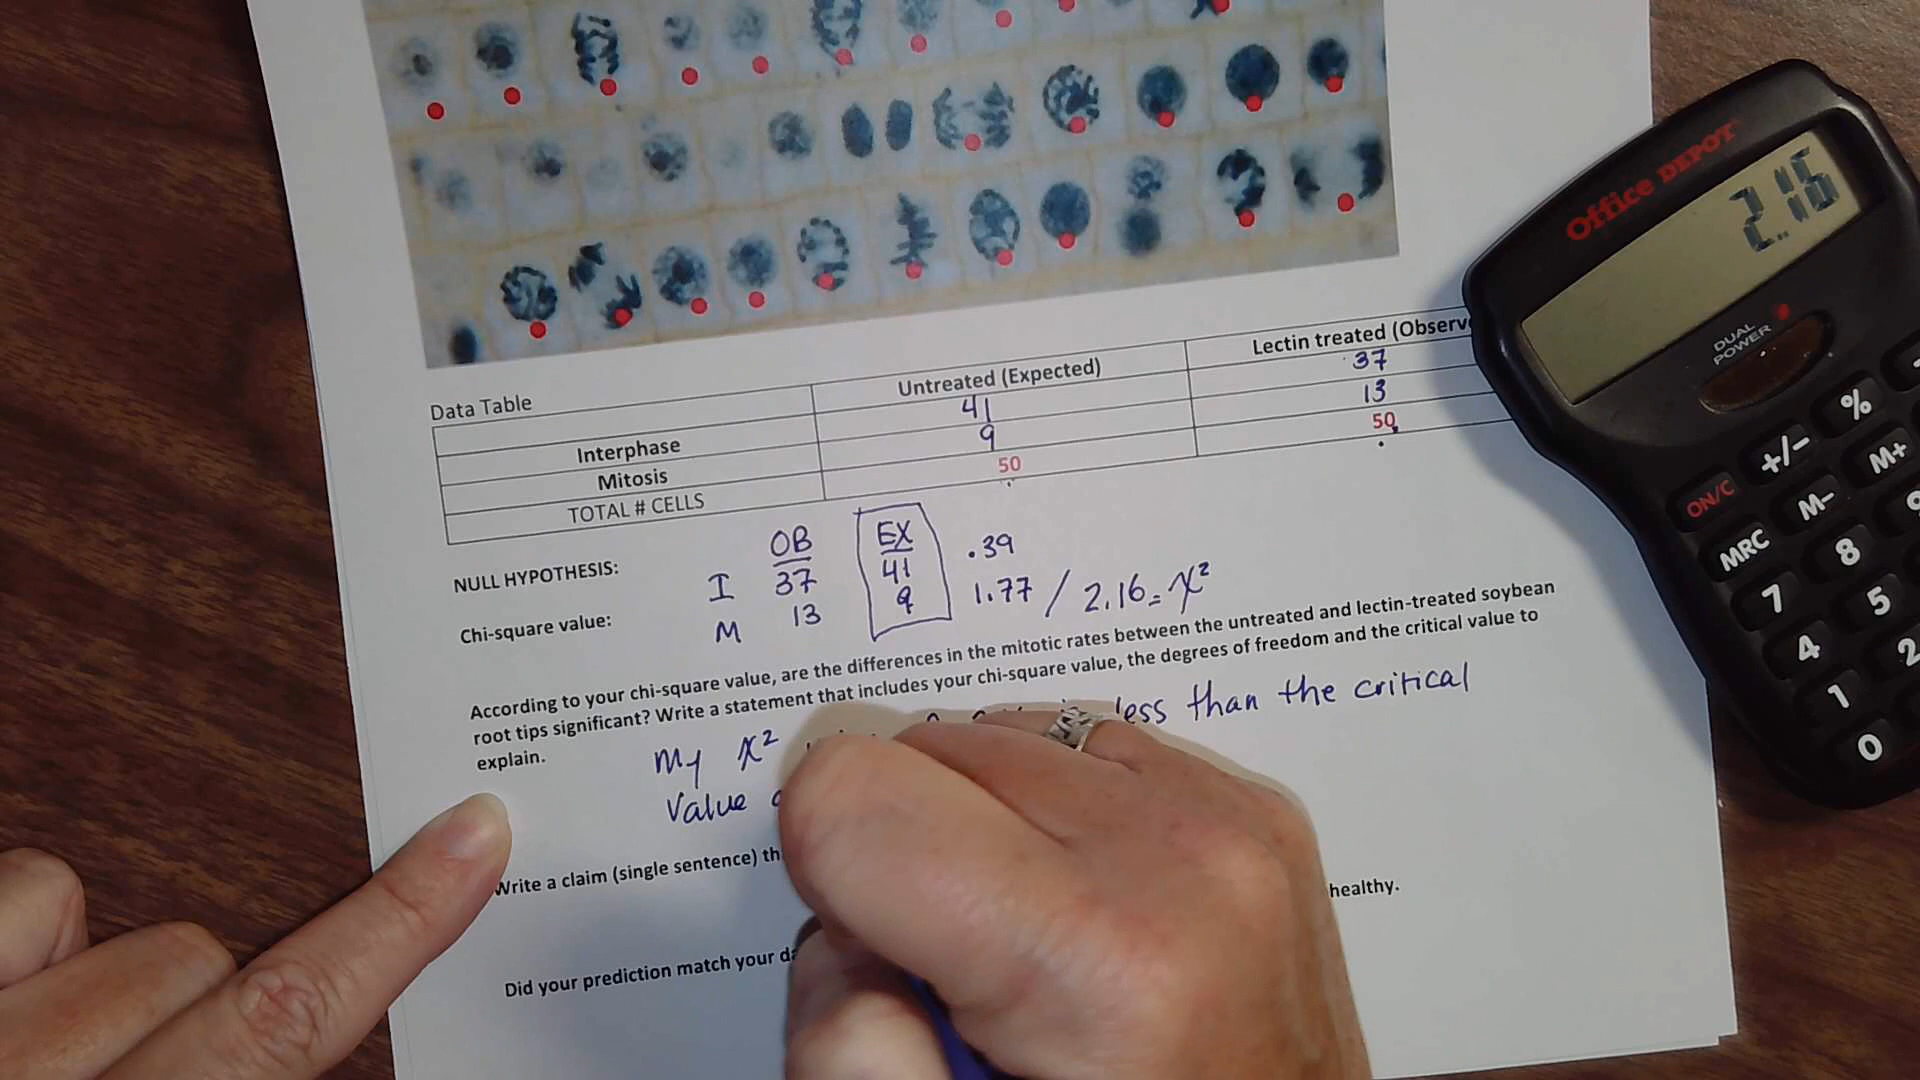 Office DEPOT
2.16
DUAL POWER
Data Table
Untreated (Expected)
Lectin treated (Observe
Interphase
41
37
Mitosis
9
13
TOTAL # CELLS
50
50
NULL HYPOTHESIS:
Chi-square value:
OB EX
I 37 41 .39
M 13 9 1.77 / 2.16 = χ²
According to your chi-square value, are the differences in the mitotic rates between the untreated and lectin-treated soybean
root tips significant? Write a statement that includes your chi-square value, the degrees of freedom and the critical value to
explain.
My χ² less than the critical
Value
Write a claim (single sentence) th healthy.
Did your prediction match your da
% +/- M+ ON/C M- MRC 8 7 5 4 2 1 0